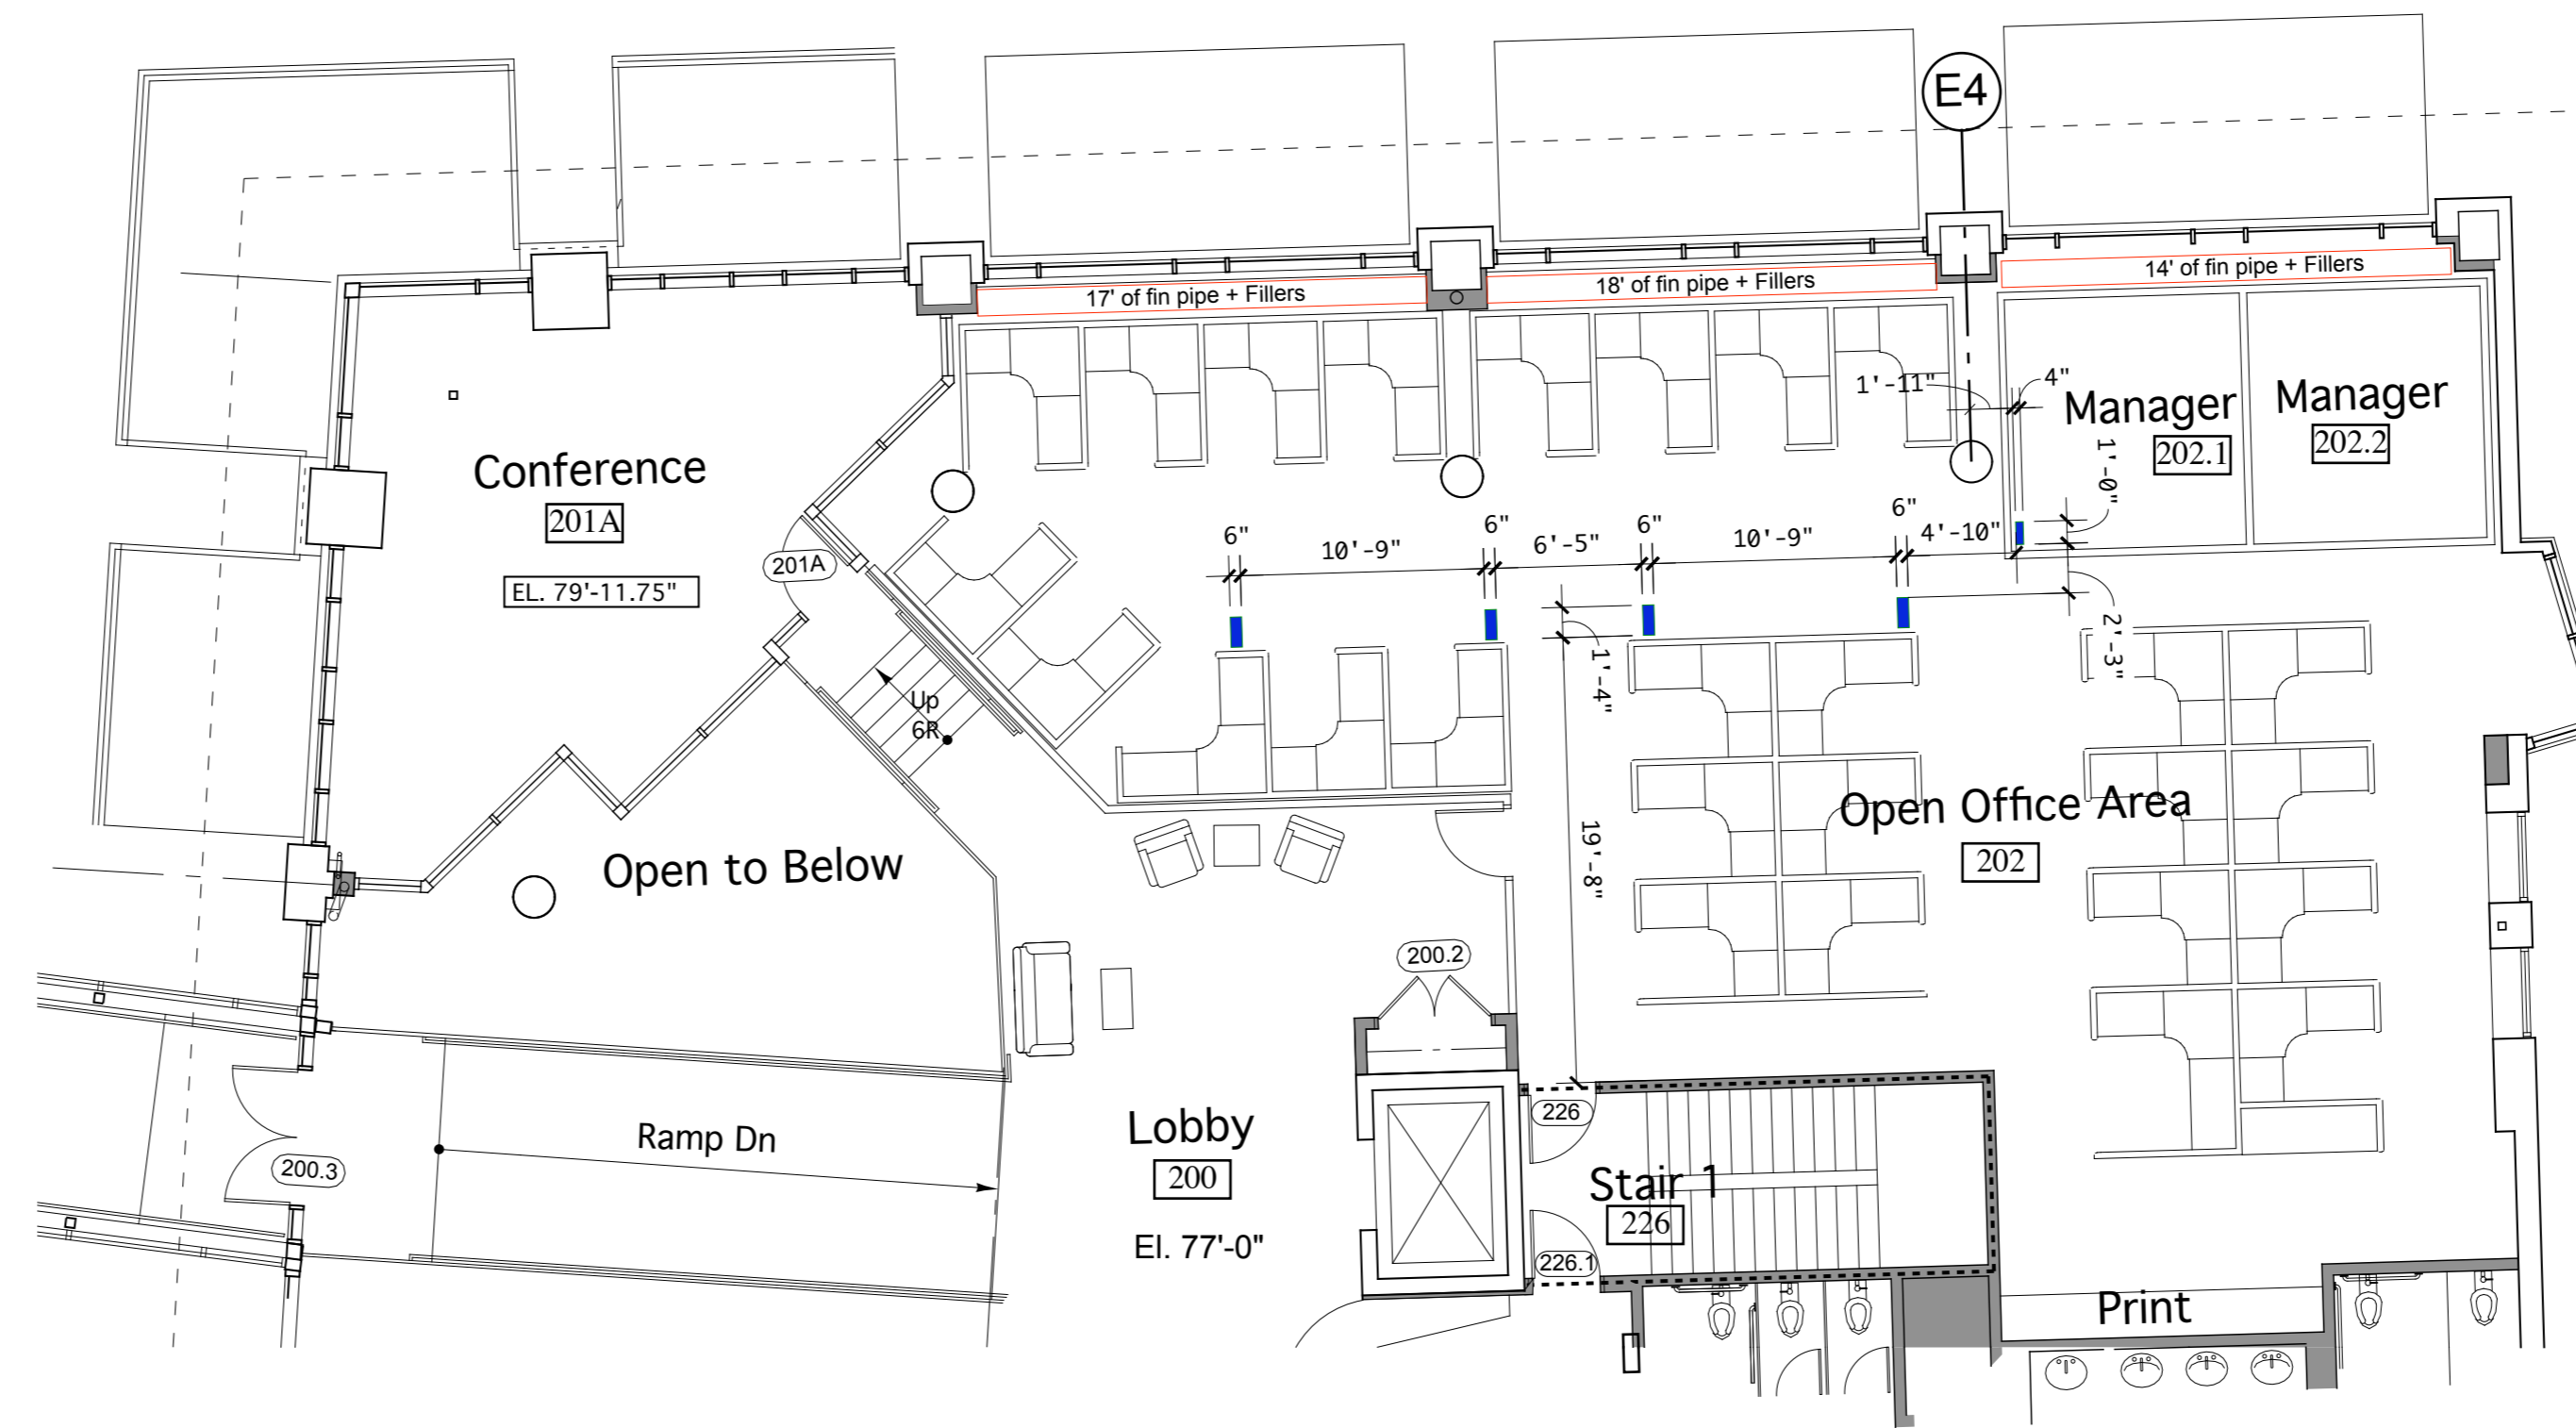 E4
17' of fin pipe + Fillers
18' of fin pipe + Fillers
14' of fin pipe + Fillers
1'-11"
4"
Manager
202.1
Manager
202.2
1'-0"
Conference
201A
EL. 79'-11.75"
201A
6"
10'-9"
6"
6'-5"
6"
10'-9"
6"
4'-10"
2'-3"
1'-4"
Up
6R
19'-8"
Open Office Area
202
Open to Below
200.2
Lobby
200
El. 77'-0"
Ramp Dn
200.3
226
Stair 1
226
226.1
Print